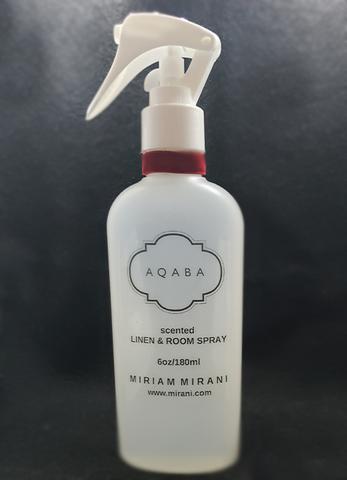 AQABA
scented
LINEN & ROOM SPRAY
6oz/180ml
MIRIAM MIRANI
www.mirani.com